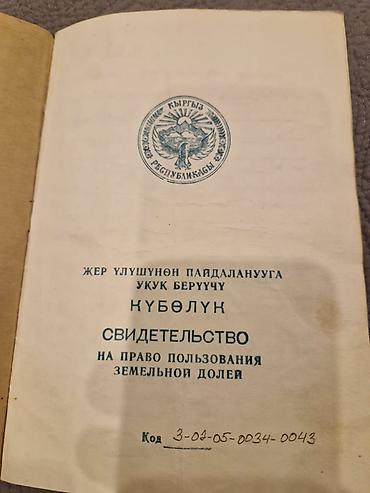 КЫРГЫЗ РЕСПУБЛИКАСЫ
ЖЕР ҮЛҮШҮНӨН ПАЙДАЛАНУУГА
УКУК БЕРҮҮЧҮ
КҮБӨЛҮК
СВИДЕТЕЛЬСТВО
НА ПРАВО ПОЛЬЗОВАНИЯ
ЗЕМЕЛЬНОЙ ДОЛЕЙ
Код 3-02-05-0034-0043